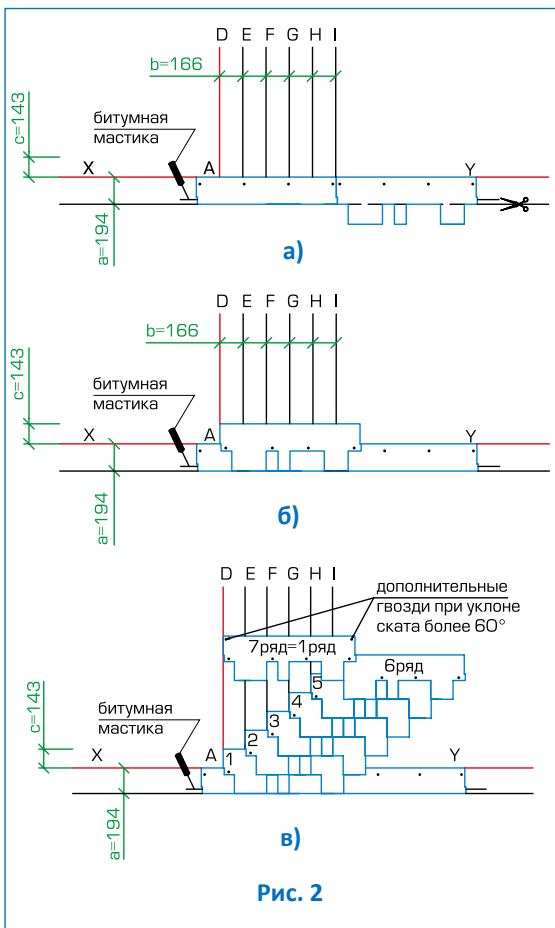 D E F G H I
b=166
c=143
битумная
мастика
X A Y
a=194
а)
D E F G H I
b=166
c=143
битумная
мастика
X A Y
a=194
б)
D E F G H I
дополнительные
гвозди при уклоне
ската более 60°
7ряд=1ряд
6ряд
5
4
3
2
1
c=143
битумная
мастика
X A Y
a=194
в)
Рис. 2